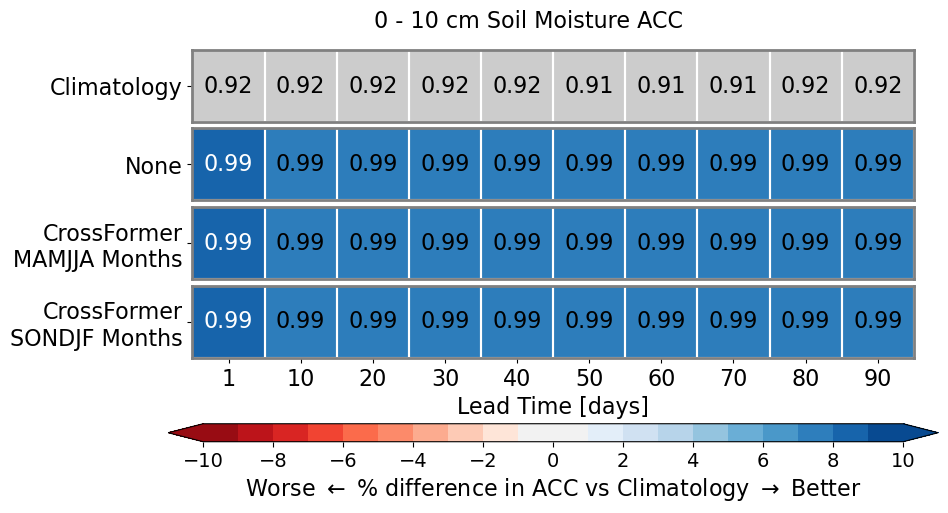 0 - 10 cm Soil Moisture ACC
Climatology 0.92 0.92 0.92 0.92 0.92 0.91 0.91 0.91 0.92 0.92
None 0.99 0.99 0.99 0.99 0.99 0.99 0.99 0.99 0.99 0.99
CrossFormer
MAMJJA Months 0.99 0.99 0.99 0.99 0.99 0.99 0.99 0.99 0.99 0.99
CrossFormer
SONDJF Months 0.99 0.99 0.99 0.99 0.99 0.99 0.99 0.99 0.99 0.99
1 10 20 30 40 50 60 70 80 90
Lead Time [days]
−10 −8 −6 −4 −2 0 2 4 6 8 10
Worse ← % difference in ACC vs Climatology → Better